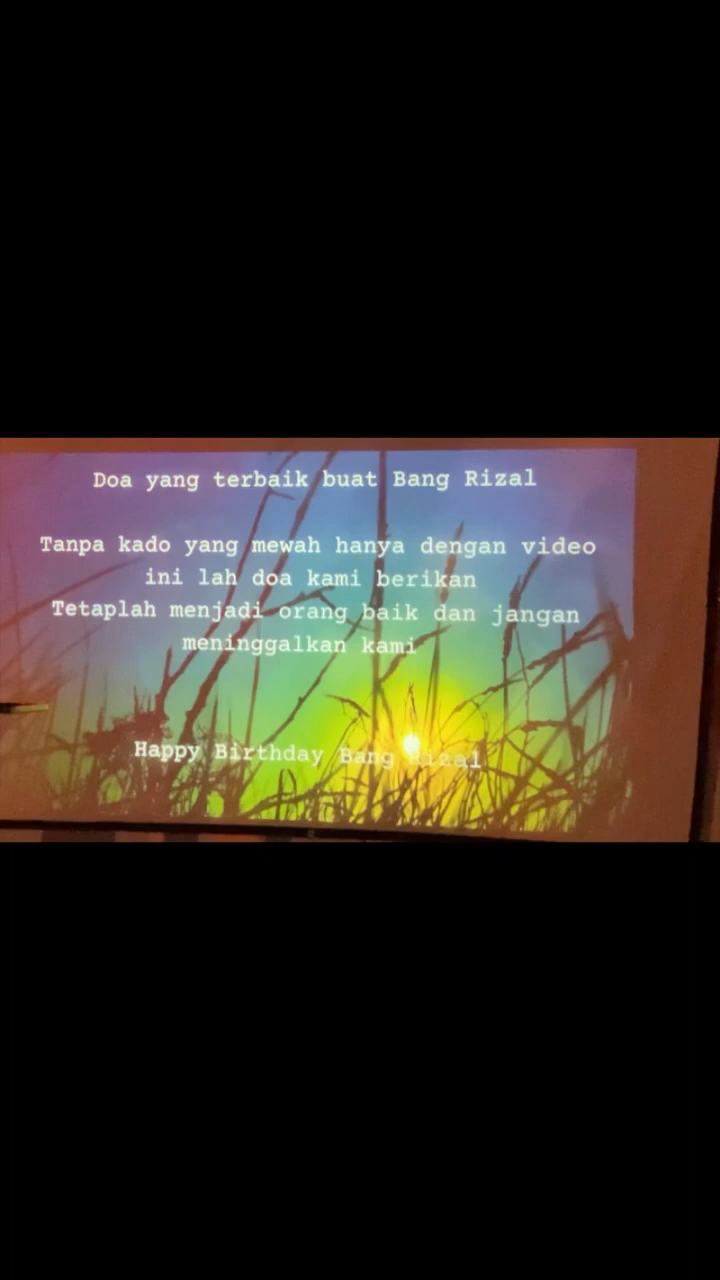 Doa yang terbaik buat Bang Rizal
Tanpa kado yang mewah hanya dengan video
ini lah doa kami berikan
Tetaplah menjadi orang baik dan jangan
meninggalkan kami
Happy Birthday Bang Rizal